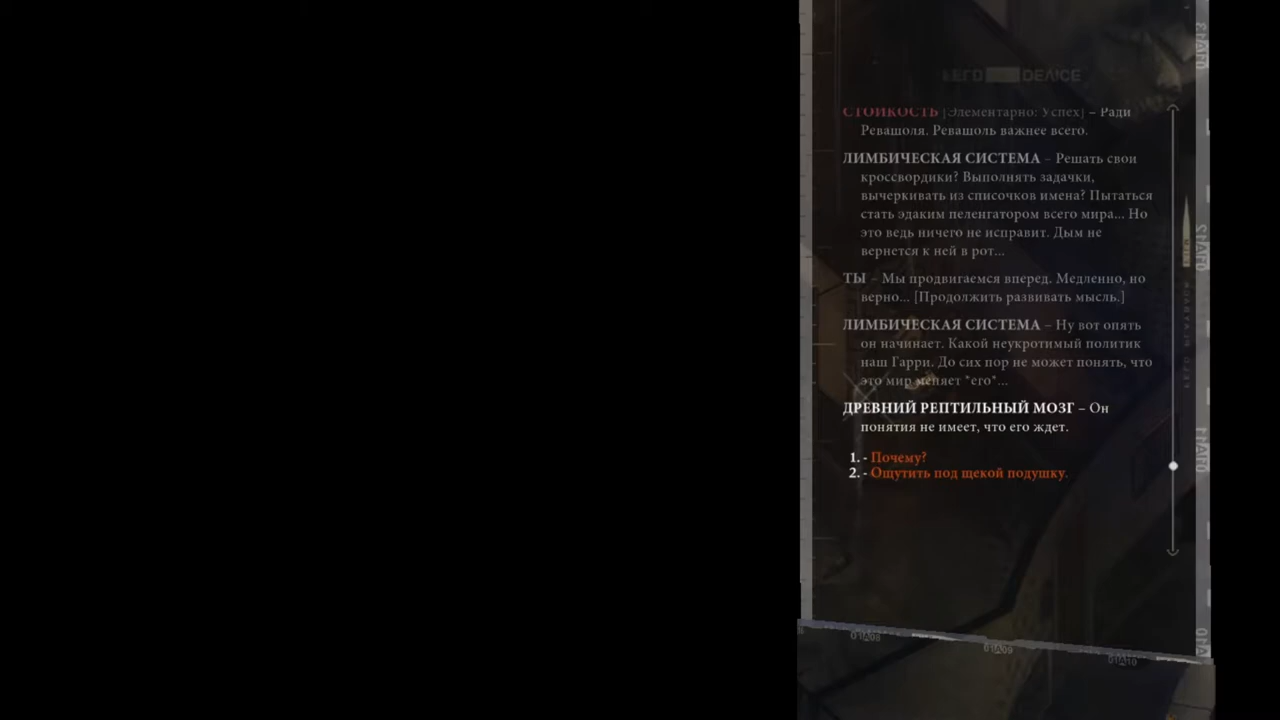 СТОЙКОСТЬ [Элементарно: Успех] – Ради
Ревашоля. Ревашоль важнее всего.
ЛИМБИЧЕСКАЯ СИСТЕМА – Решать свои
кроссвордики? Выполнять задачки,
вычеркивать из списочков имена? Пытаться
стать эдаким пеленгатором всего мира... Но
это ведь ничего не исправит. Дым не
вернется к ней в рот...
ТЫ – Мы продвигаемся вперед. Медленно, но
верно... [Продолжить развивать мысль.]
ЛИМБИЧЕСКАЯ СИСТЕМА – Ну вот опять
он начинает. Какой неукротимый политик
наш Гарри. До сих пор не может понять, что
это мир меняет *его*...
ДРЕВНИЙ РЕПТИЛЬНЫЙ МОЗГ – Он
понятия не имеет, что его ждет.
1. - Почему?
2. - Ощутить под щекой подушку.
01A08
01A09
01A10